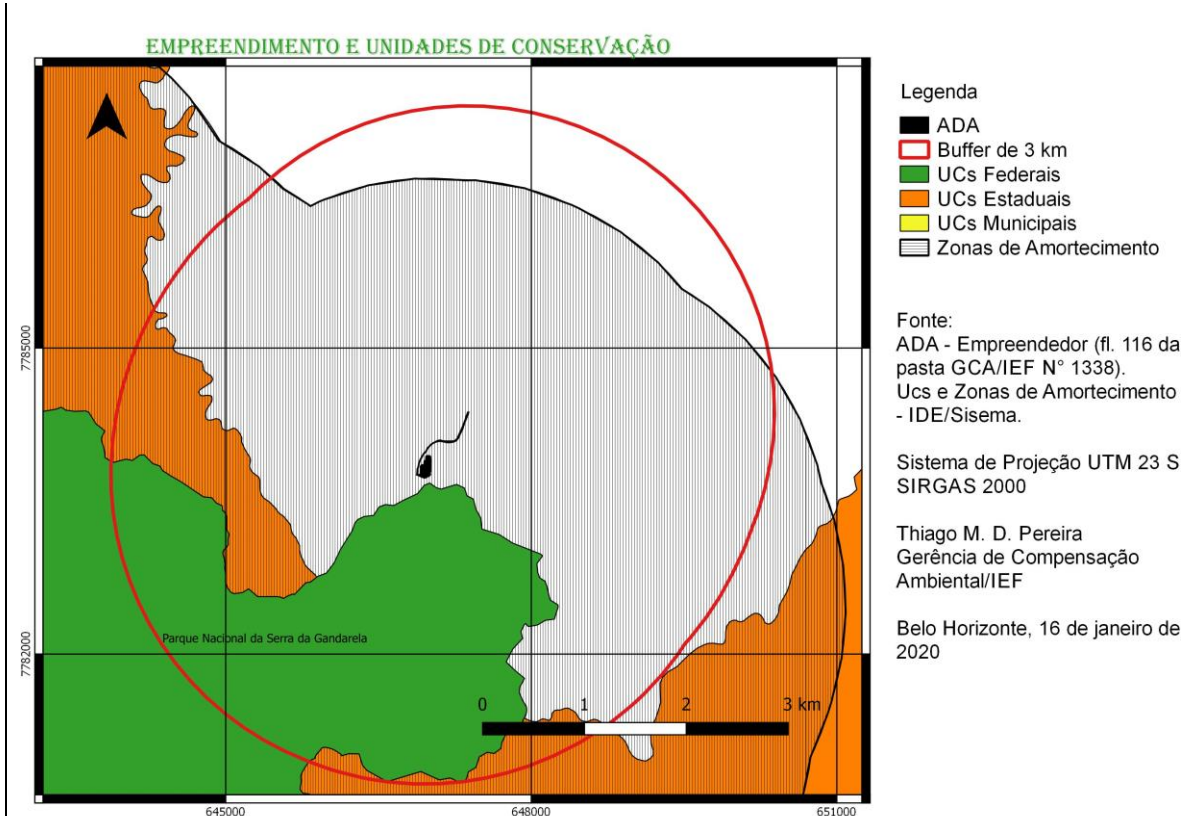 EMPREENDIMENTO E UNIDADES DE CONSERVAÇÃO
Legenda
ADA
Buffer de 3 km
UCs Federais
UCs Estaduais
UCs Municipais
Zonas de Amortecimento
Fonte:
ADA - Empreendedor (fl. 116 da
pasta GCA/IEF N° 1338).
Ucs e Zonas de Amortecimento
- IDE/Sisema.
Sistema de Projeção UTM 23 S
SIRGAS 2000
Thiago M. D. Pereira
Gerência de Compensação
Ambiental/IEF
Belo Horizonte, 16 de janeiro de
2020
7785000
7782000
Parque Nacional da Serra da Gandarela
0 1 2 3 km
645000 648000 651000